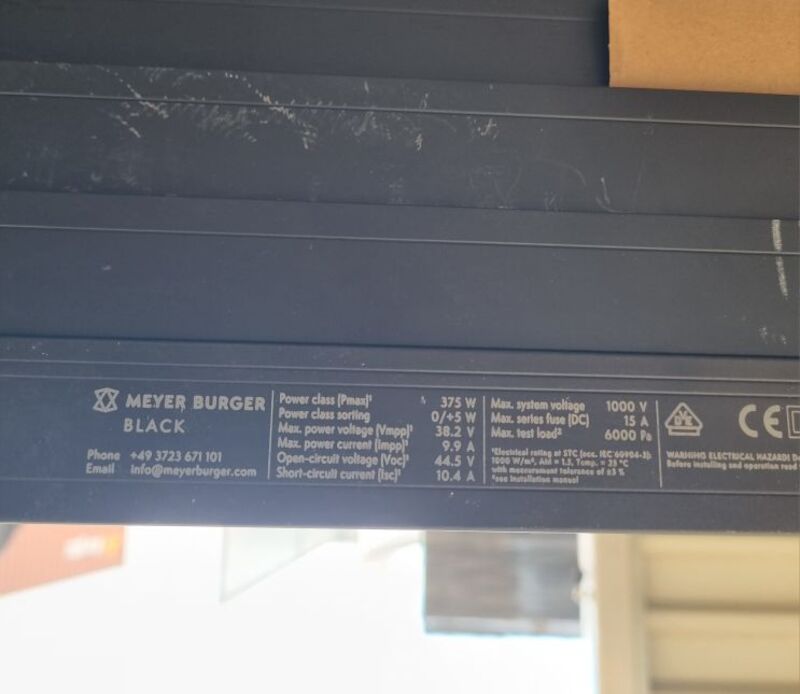 MEYER BURGER
BLACK
Phone +49 3723 671 101
Email info@meyerburger.com
Power class (Pmax)¹ 375 W
Power class sorting 0/+5 W
Max. power voltage (Vmpp)¹ 38.2 V
Max. power current (Impp)¹ 9.9 A
Open-circuit voltage (Voc)¹ 44.5 V
Short-circuit current (Isc)¹ 10.4 A
Max. system voltage 1000 V
Max. series fuse (DC) 15 A
Max. test load² 6000 Pa
¹Electrical rating at STC (acc. IEC 60904-3):
1000 W/m², AM = 1.5, Temp. = 25 °C
with measurement tolerance of ±3 %
²see installation manual
DVE
CE
WARNING ELECTRICAL HAZARD!
Before installing and operation read